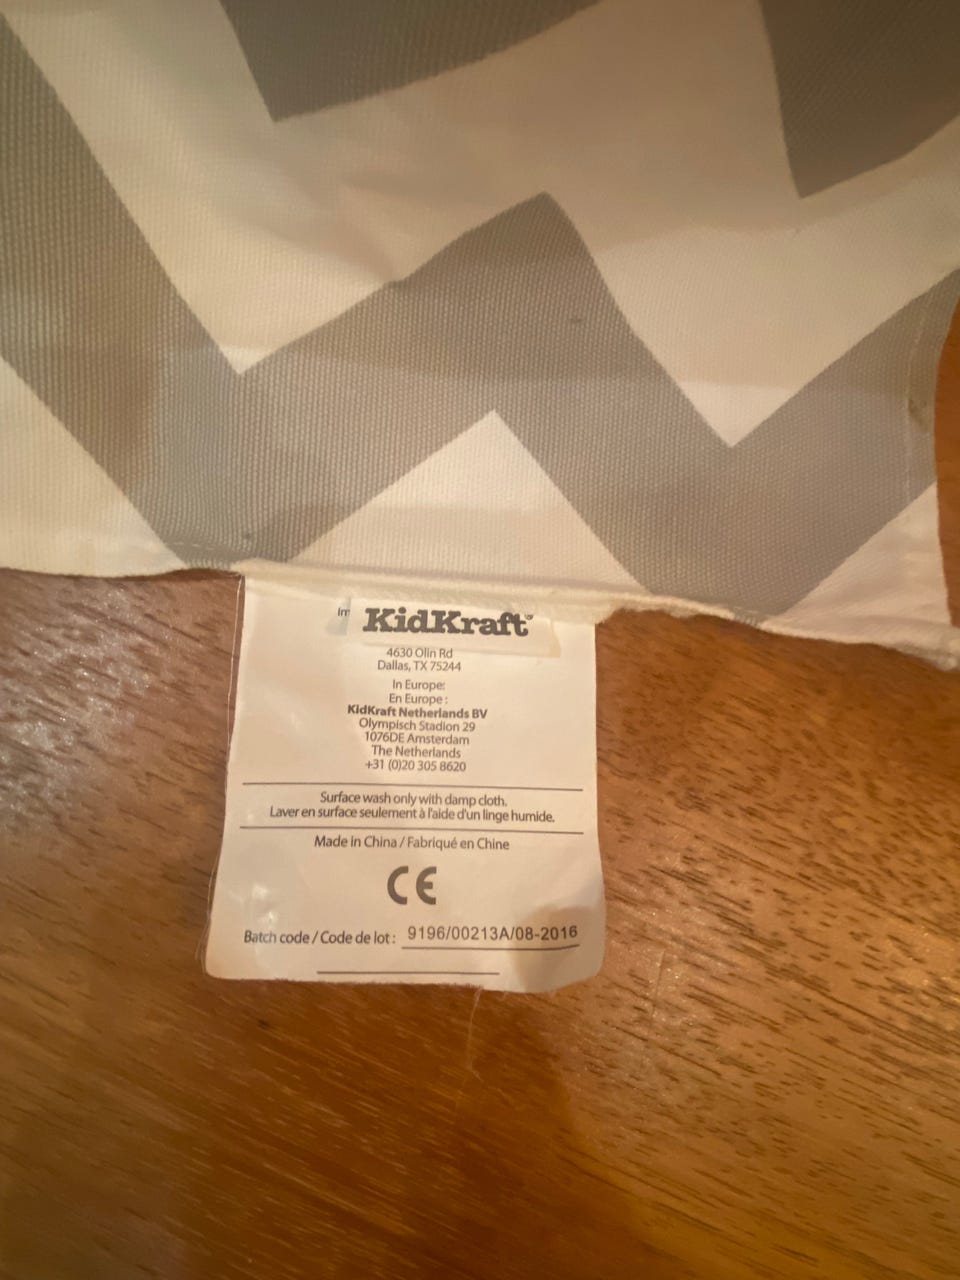 Im
KidKraft®
4630 Olin Rd
Dallas, TX 75244
In Europe:
En Europe :
KidKraft Netherlands BV
Olympisch Stadion 29
1076DE Amsterdam
The Netherlands
+31 (0)20 305 8620
Surface wash only with damp cloth.
Laver en surface seulement à l'aide d'un linge humide.
Made in China / Fabriqué en Chine
CE
Batch code / Code de lot : 9196/00213A/08-2016